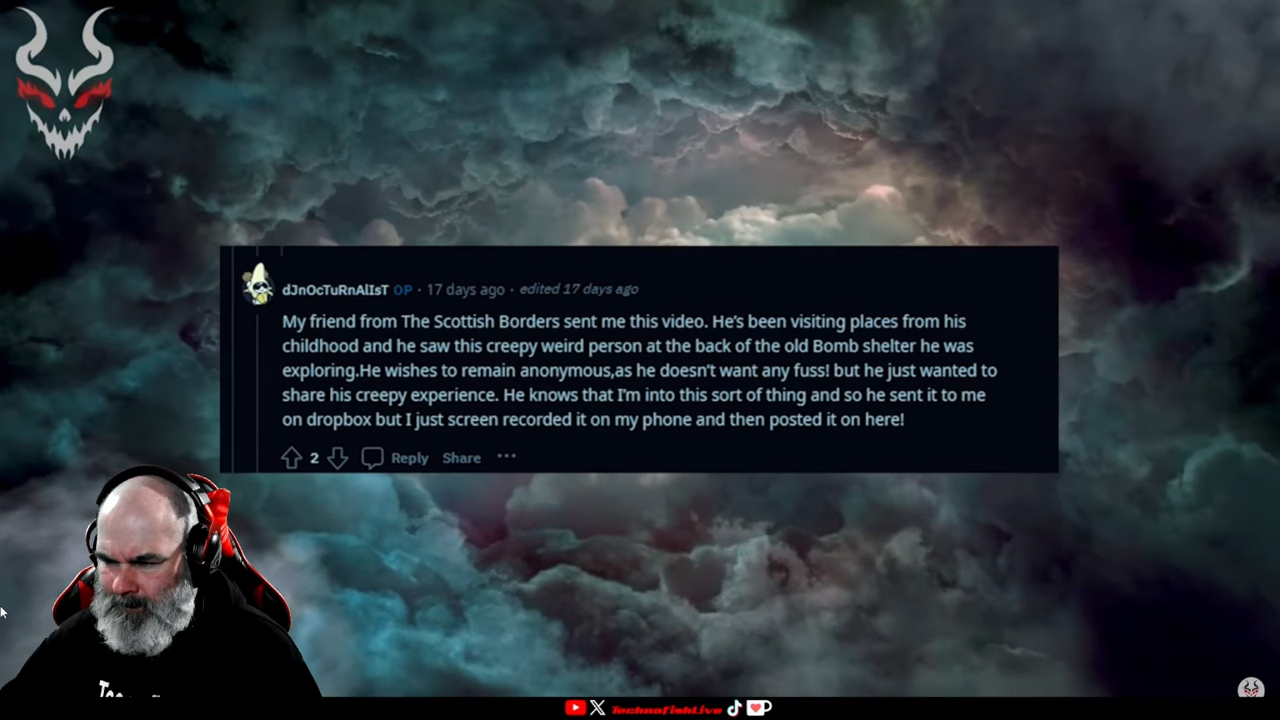 dJnOcTuRnAlIsT OP · 17 days ago · edited 17 days ago
My friend from The Scottish Borders sent me this video. He's been visiting places from his
childhood and he saw this creepy weird person at the back of the old Bomb shelter he was
exploring.He wishes to remain anonymous,as he doesn't want any fuss! but he just wanted to
share his creepy experience. He knows that I'm into this sort of thing and so he sent it to me
on dropbox but I just screen recorded it on my phone and then posted it on here!
2 Reply Share ···
TechnofishLive